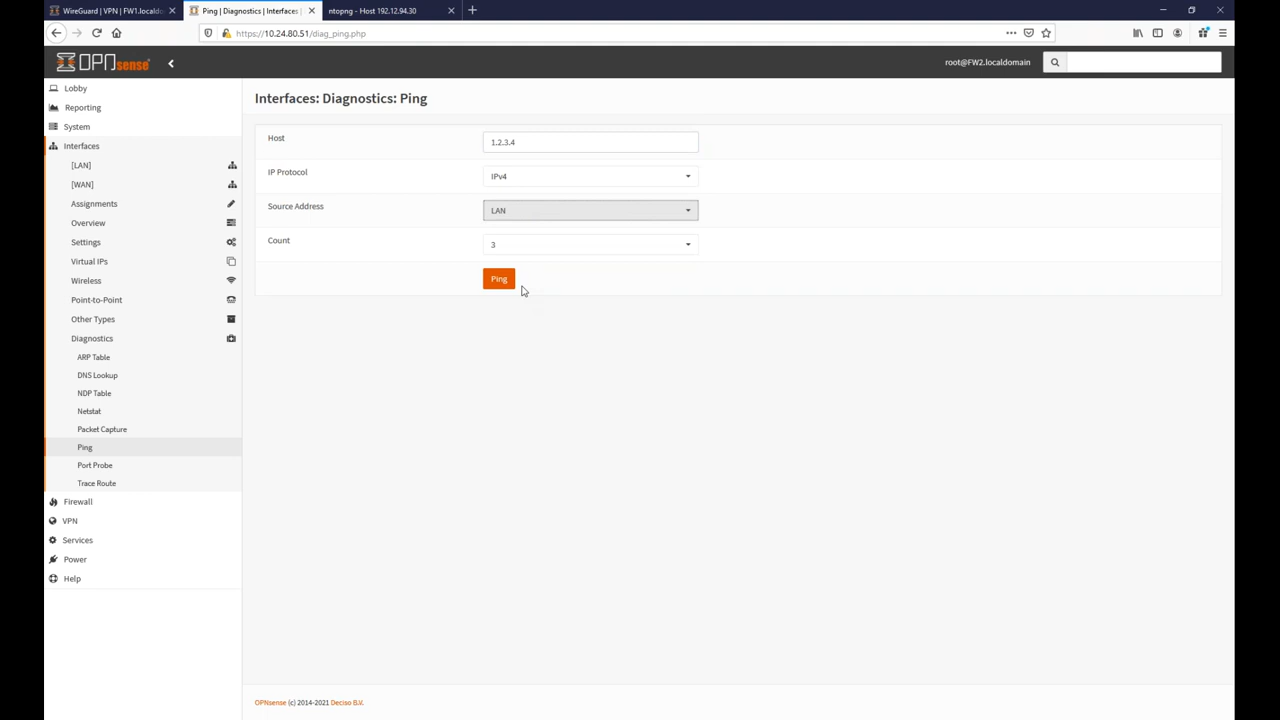 WireGuard | VPN | FW1.localdo
Ping | Diagnostics | Interfaces
ntopng - Host 192.12.94.30
https://10.24.80.51/diag_ping.php
OPNsense
root@FW2.localdomain
Lobby
Reporting
System
Interfaces
[LAN]
[WAN]
Assignments
Overview
Settings
Virtual IPs
Wireless
Point-to-Point
Other Types
Diagnostics
ARP Table
DNS Lookup
NDP Table
Netstat
Packet Capture
Ping
Port Probe
Trace Route
Firewall
VPN
Services
Power
Help
Interfaces: Diagnostics: Ping
Host
1.2.3.4
IP Protocol
IPv4
Source Address
LAN
Count
3
Ping
OPNsense (c) 2014-2021 Deciso B.V.